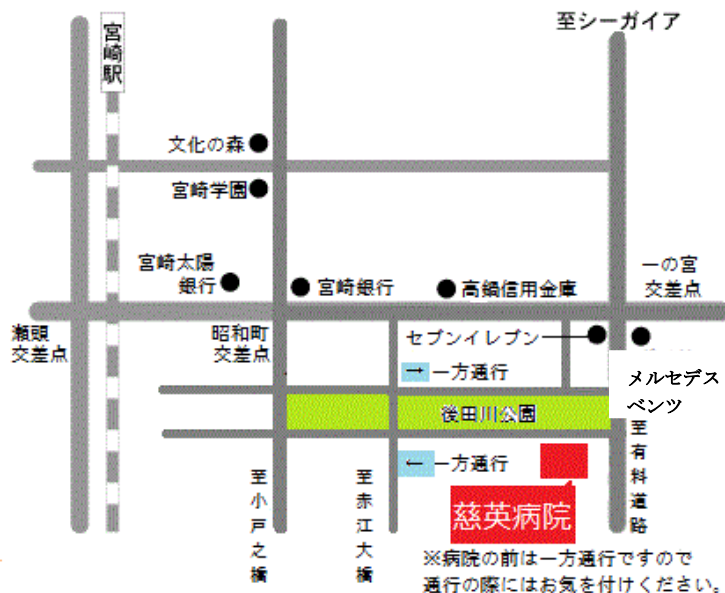 至シーガイア
宮崎駅
文化の森
宮崎学園
宮崎太陽
銀行
宮崎銀行
高鍋信用金庫
一の宮
交差点
瀬頭
交差点
昭和町
交差点
セブンイレブン
→ 一方通行
メルセデス
ベンツ
後田川公園
至有料道路
← 一方通行
至小戸之橋
至赤江大橋
慈英病院
※病院の前は一方通行ですので
通行の際にはお気を付けください。